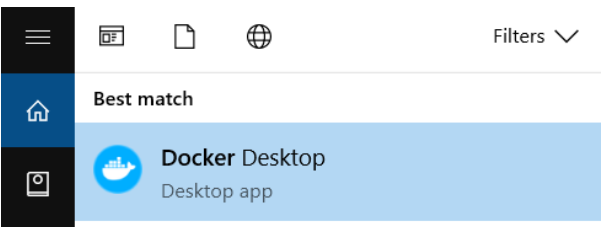 Filters
Best match
Docker Desktop
Desktop app